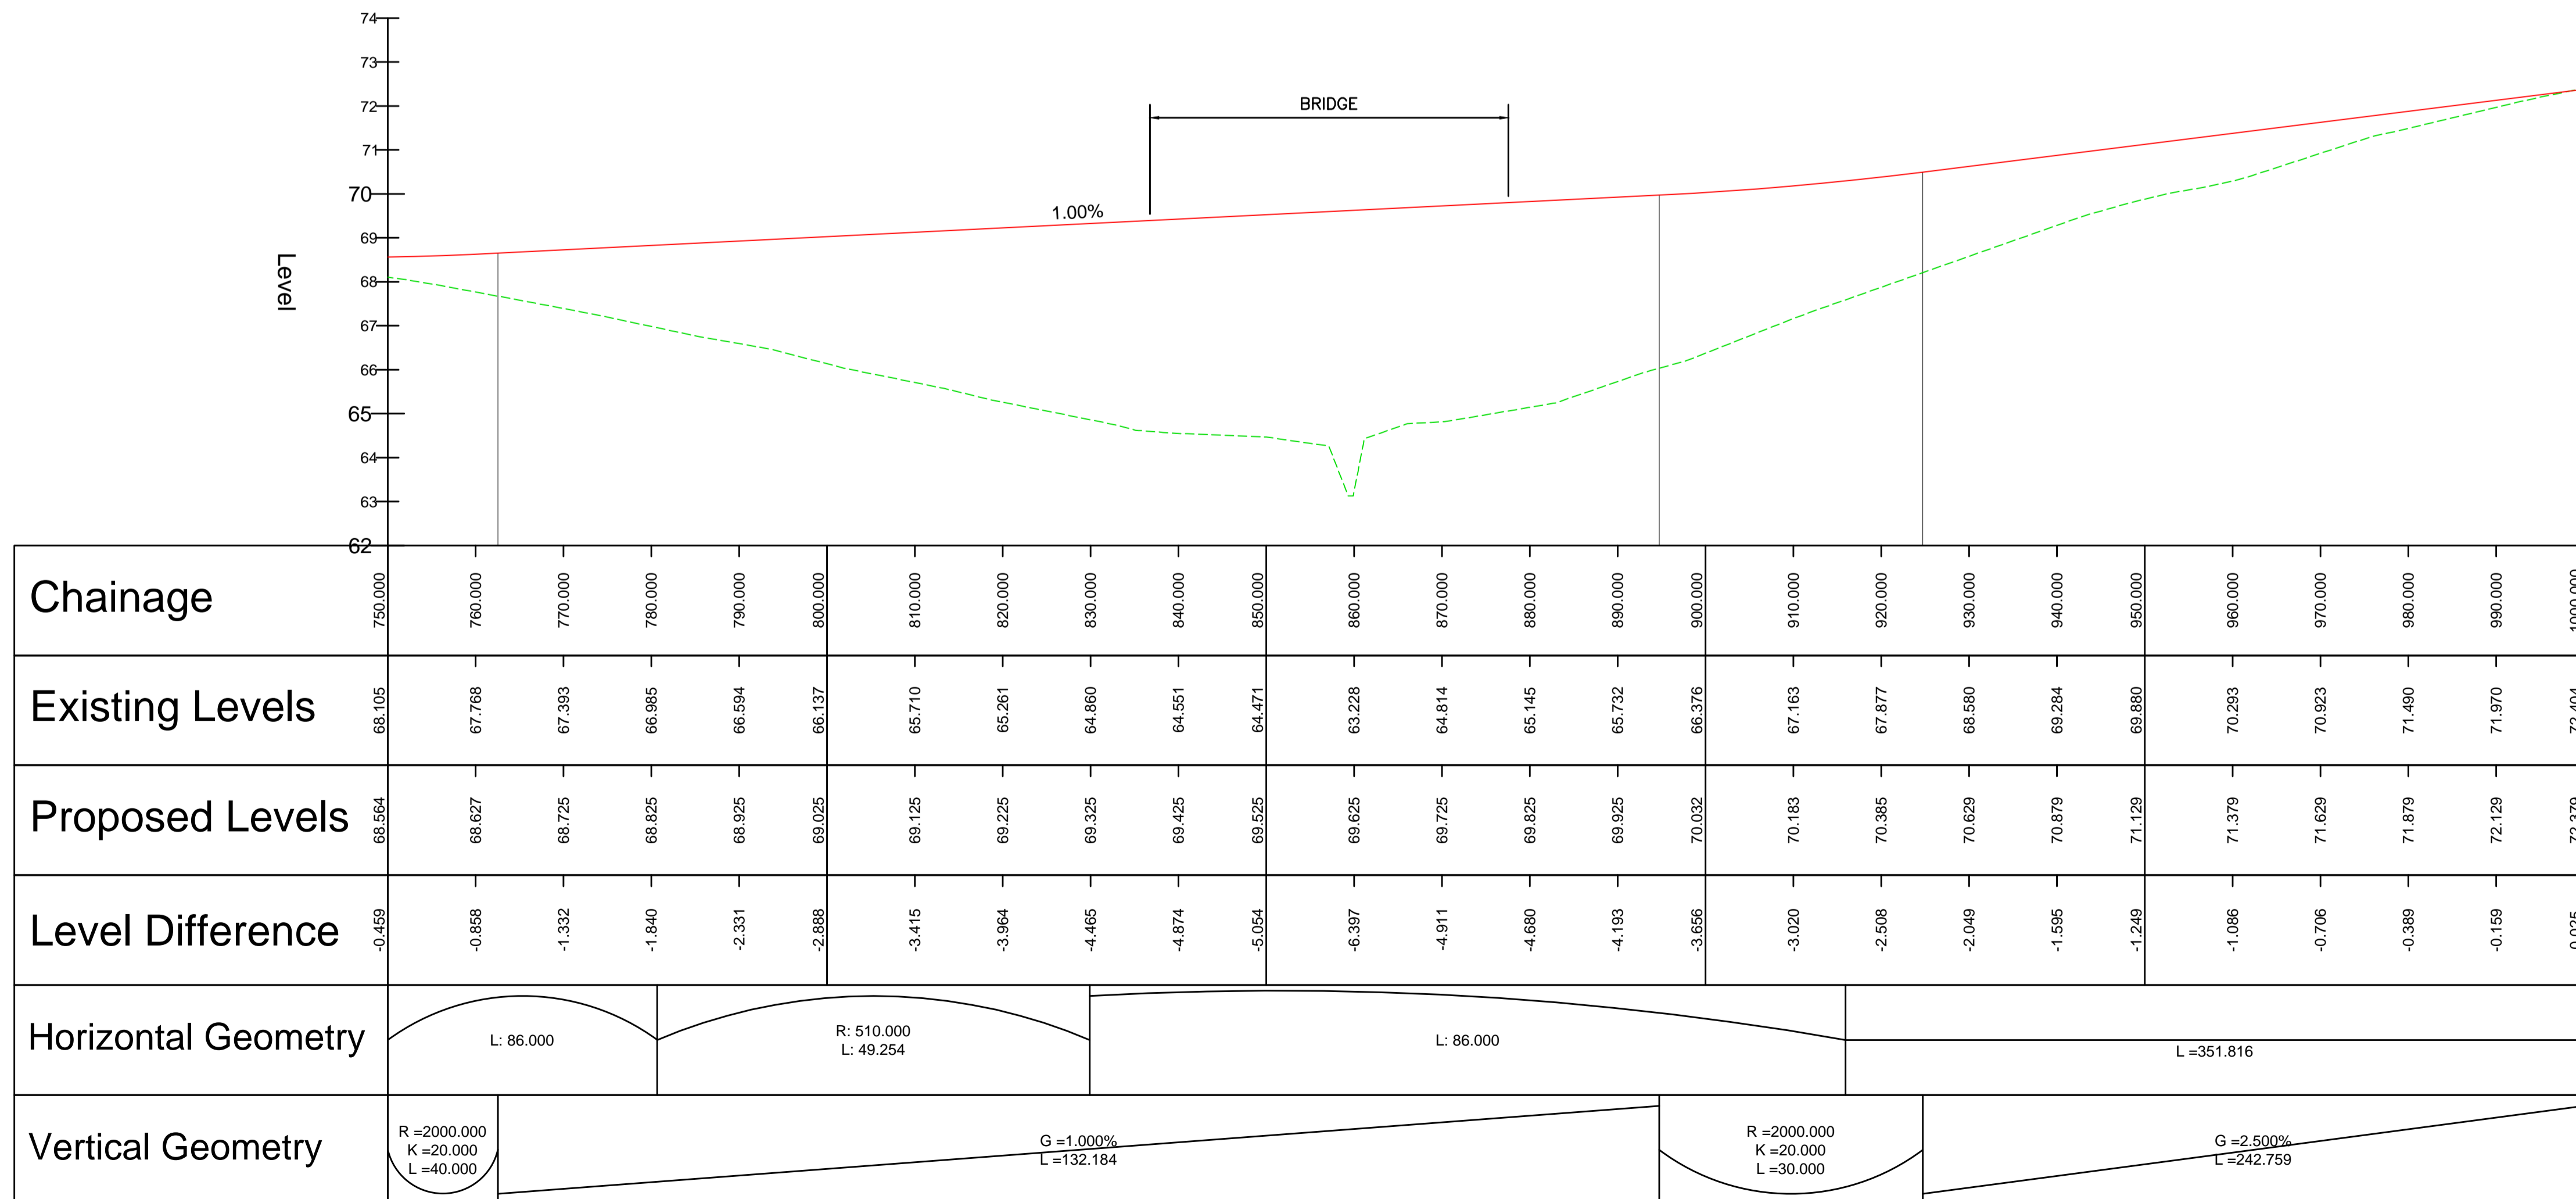 74
73
72
71
70
69
68
67
66
65
64
63
62
Level
BRIDGE
1.00%
Chainage 750.000 760.000 770.000 780.000 790.000 800.000 810.000 820.000 830.000 840.000 850.000 860.000 870.000 880.000 890.000 900.000 910.000 920.000 930.000 940.000 950.000 960.000 970.000 980.000 990.000 1000.000
Existing Levels 68.105 67.768 67.393 66.985 66.594 66.137 65.710 65.261 64.860 64.551 64.471 63.228 64.814 65.145 65.732 66.376 67.163 67.877 68.580 69.284 69.880 70.293 70.923 71.490 71.970 72.404
Proposed Levels 68.564 68.627 68.725 68.825 68.925 69.025 69.125 69.225 69.325 69.425 69.525 69.625 69.725 69.825 69.925 70.032 70.183 70.385 70.629 70.879 71.129 71.379 71.629 71.879 72.129 72.379
Level Difference -0.459 -0.858 -1.332 -1.840 -2.331 -2.888 -3.415 -3.964 -4.465 -4.874 -5.054 -6.397 -4.911 -4.680 -4.193 -3.656 -3.020 -2.508 -2.049 -1.595 -1.249 -1.086 -0.706 -0.389 -0.159 0.025
Horizontal Geometry
L: 86.000
R: 510.000
L: 49.254
L: 86.000
L =351.816
Vertical Geometry
R =2000.000
K =20.000
L =40.000
G =1.000%
L =132.184
R =2000.000
K =20.000
L =30.000
G =2.500%
L =242.759